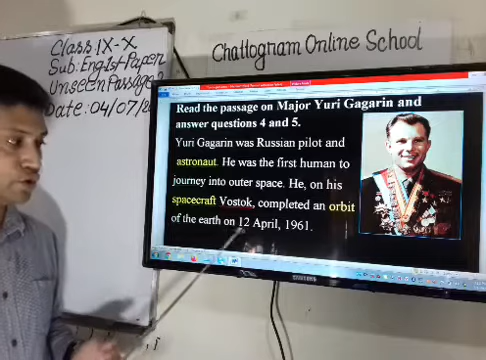 Class: IX-X
Sub: Eng 1st Paper
Unseen Passage
Date: 04/07/
Chattogram Online School
Read the passage on Major Yuri Gagarin and
answer questions 4 and 5.
Yuri Gagarin was Russian pilot and
astronaut. He was the first human to
journey into outer space. He, on his
spacecraft Vostok, completed an orbit
of the earth on 12 April, 1961.
SAMSUNG